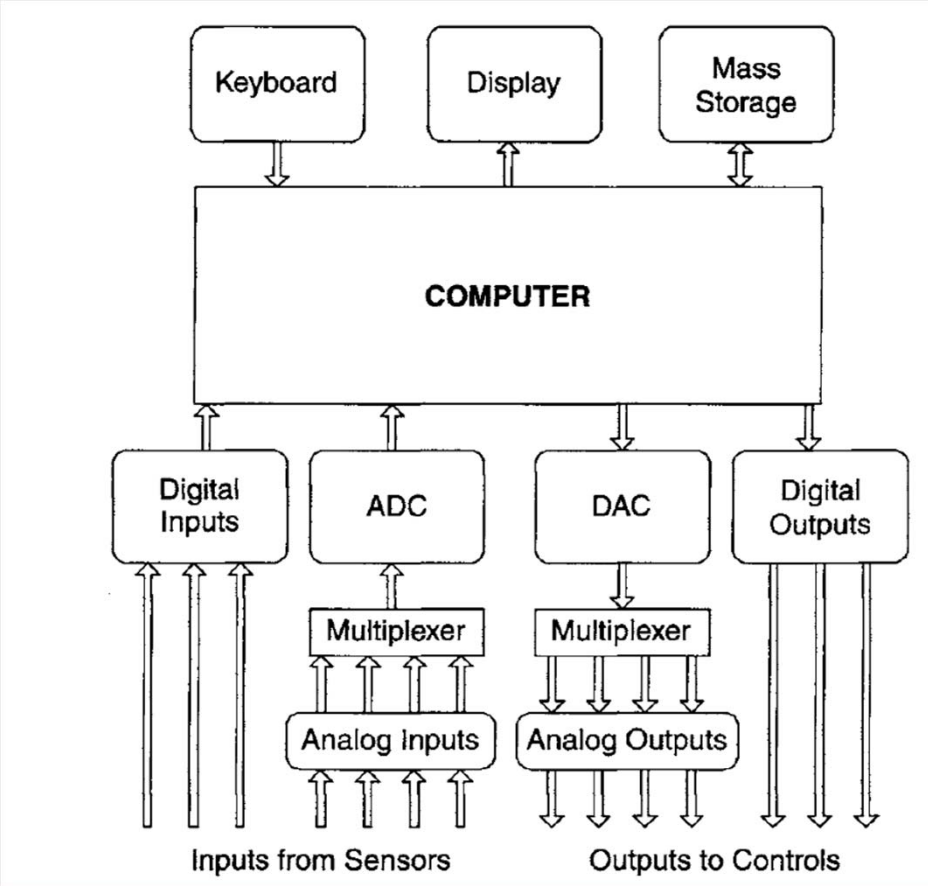 Keyboard
Display
Mass
Storage
COMPUTER
Digital
Inputs
ADC
DAC
Digital
Outputs
Multiplexer
Multiplexer
Analog Inputs
Analog Outputs
Inputs from Sensors
Outputs to Controls